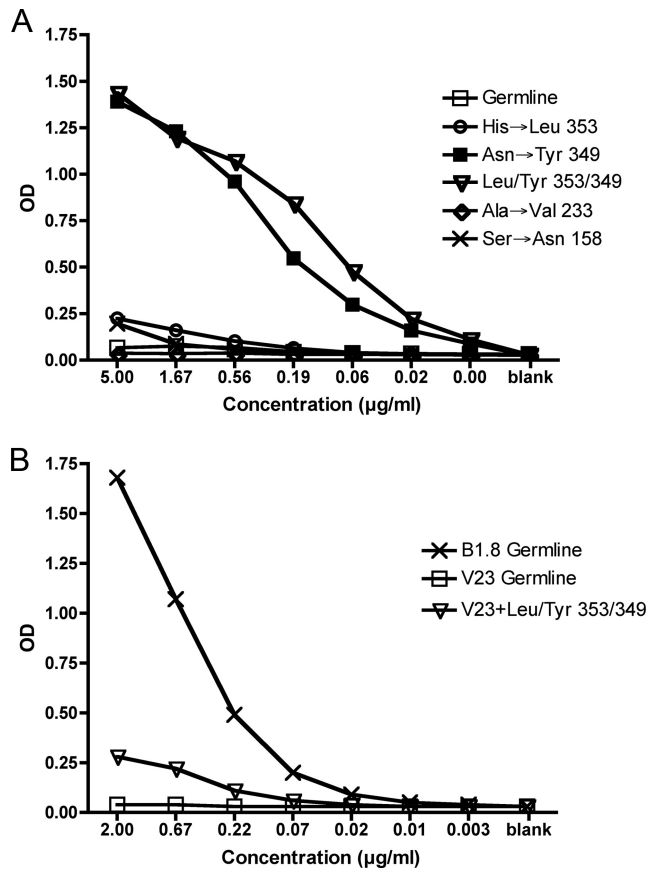 A
1.75
1.50
1.25
1.00
0.75
0.50
0.25
0.00
OD
Germline
His→Leu 353
Asn→Tyr 349
Leu/Tyr 353/349
Ala→Val 233
Ser→Asn 158
5.00 1.67 0.56 0.19 0.06 0.02 0.00 blank
Concentration (µg/ml)
B
1.75
1.50
1.25
1.00
0.75
0.50
0.25
0.00
OD
B1.8 Germline
V23 Germline
V23+Leu/Tyr 353/349
2.00 0.67 0.22 0.07 0.02 0.01 0.003 blank
Concentration (µg/ml)